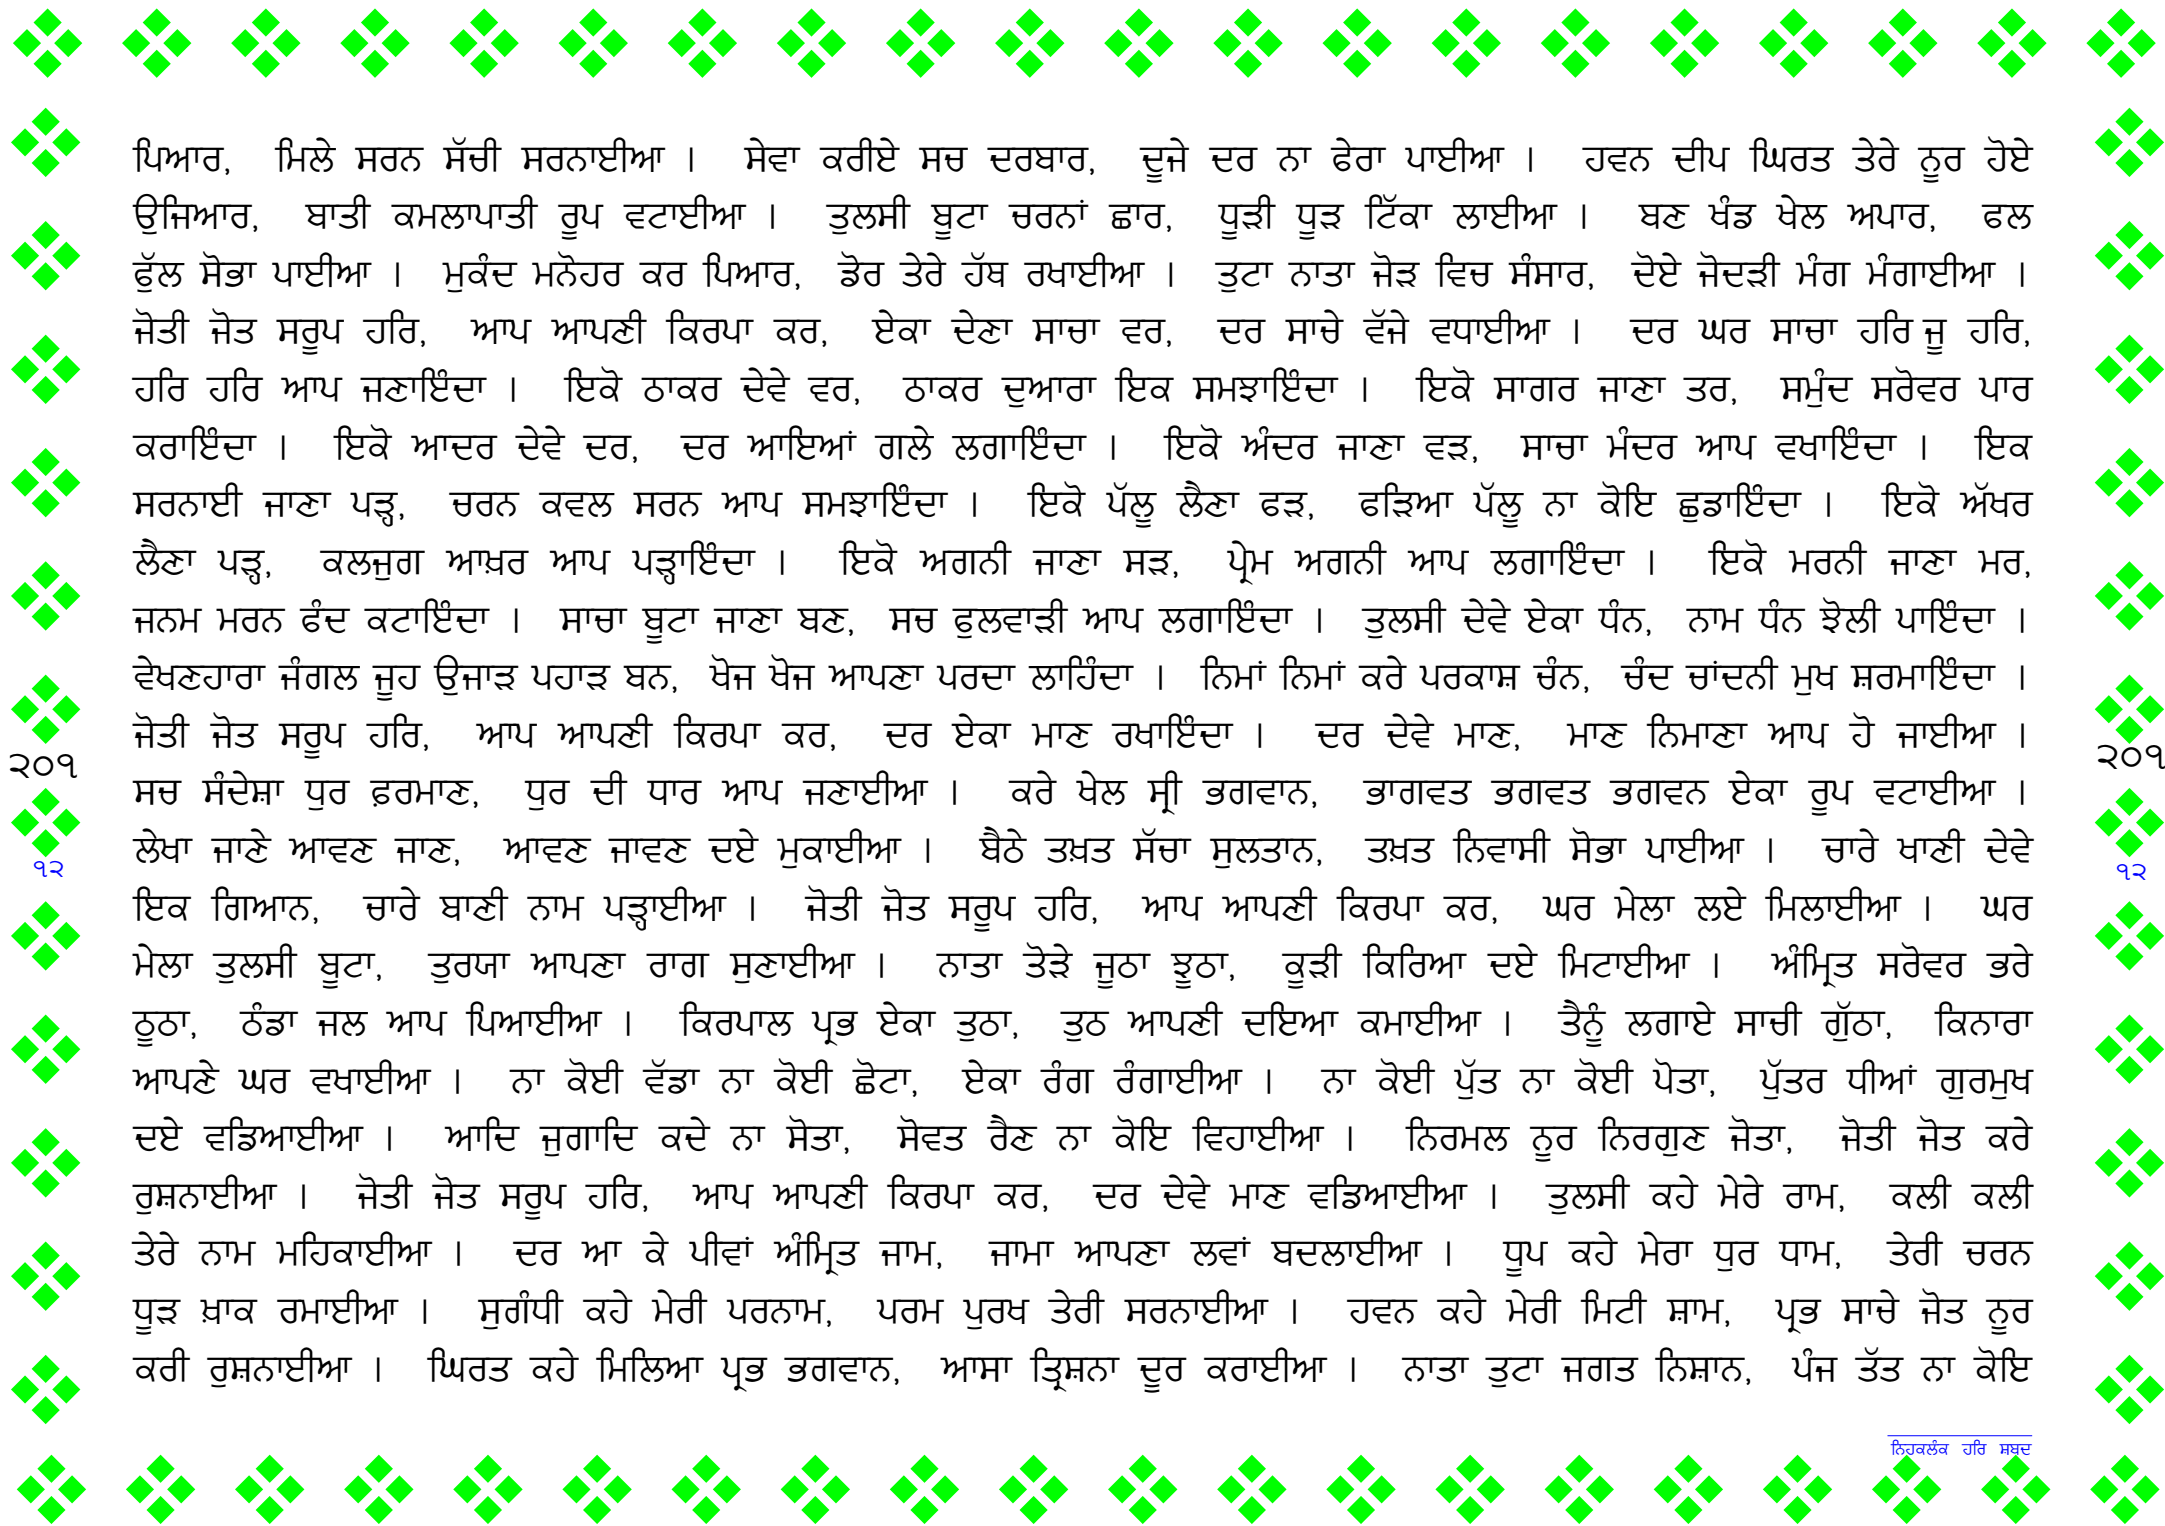 ਪਿਆਰ, ਮਿਲੇ ਸਰਨ ਸੱਚੀ ਸਰਨਾਈਆ । ਸੇਵਾ ਕਰੀਏ ਸਚ ਦਰਬਾਰ, ਦੂਜੇ ਦਰ ਨਾ ਫੇਰਾ ਪਾਈਆ । ਹਵਨ ਦੀਪ ਘਿਰਤ ਤੇਰੇ ਨੂਰ ਹੋਏ
ਉਜਿਆਰ, ਬਾਤੀ ਕਮਲਾਪਾਤੀ ਰੂਪ ਵਟਾਈਆ । ਤੁਲਸੀ ਬੂਟਾ ਚਰਨਾਂ ਛਾਰ, ਧੂੜੀ ਧੂੜ ਟਿੱਕਾ ਲਾਈਆ । ਬਣ ਖੰਡ ਖੇਲ ਅਪਾਰ, ਫਲ
ਫੁੱਲ ਸੋਭਾ ਪਾਈਆ । ਮੁਕੰਦ ਮਨੋਹਰ ਕਰ ਪਿਆਰ, ਡੋਰ ਤੇਰੇ ਹੱਥ ਰਖਾਈਆ । ਤੁਟਾ ਨਾਤਾ ਜੋੜ ਵਿਚ ਸੰਸਾਰ, ਦੋਏ ਜੋਦੜੀ ਮੰਗ ਮੰਗਾਈਆ ।
ਜੋਤੀ ਜੋਤ ਸਰੂਪ ਹਰਿ, ਆਪ ਆਪਣੀ ਕਿਰਪਾ ਕਰ, ਏਕਾ ਦੇਣਾ ਸਾਚਾ ਵਰ, ਦਰ ਸਾਚੇ ਵੱਜੇ ਵਧਾਈਆ । ਦਰ ਘਰ ਸਾਚਾ ਹਰਿ ਜੂ ਹਰਿ,
ਹਰਿ ਹਰਿ ਆਪ ਜਣਾਇੰਦਾ । ਇਕੋ ਠਾਕਰ ਦੇਵੇ ਵਰ, ਠਾਕਰ ਦੁਆਰਾ ਇਕ ਸਮਝਾਇੰਦਾ । ਇਕੋ ਸਾਗਰ ਜਾਣਾ ਤਰ, ਸਮੁੰਦ ਸਰੋਵਰ ਪਾਰ
ਕਰਾਇੰਦਾ । ਇਕੋ ਆਦਰ ਦੇਵੇ ਦਰ, ਦਰ ਆਇਆਂ ਗਲੇ ਲਗਾਇੰਦਾ । ਇਕੋ ਅੰਦਰ ਜਾਣਾ ਵੜ, ਸਾਚਾ ਮੰਦਰ ਆਪ ਵਖਾਇੰਦਾ । ਇਕ
ਸਰਨਾਈ ਜਾਣਾ ਪੜ੍ਹ, ਚਰਨ ਕਵਲ ਸਰਨ ਆਪ ਸਮਝਾਇੰਦਾ । ਇਕੋ ਪੱਲੂ ਲੈਣਾ ਫੜ, ਫੜਿਆ ਪੱਲੂ ਨਾ ਕੋਇ ਛੁਡਾਇੰਦਾ । ਇਕੋ ਅੱਖਰ
ਲੈਣਾ ਪੜ੍ਹ, ਕਲਜੁਗ ਆਖ਼ਰ ਆਪ ਪੜ੍ਹਾਇੰਦਾ । ਇਕੋ ਅਗਨੀ ਜਾਣਾ ਸੜ, ਪ੍ਰੇਮ ਅਗਨੀ ਆਪ ਲਗਾਇੰਦਾ । ਇਕੋ ਮਰਨੀ ਜਾਣਾ ਮਰ,
ਜਨਮ ਮਰਨ ਫੰਦ ਕਟਾਇੰਦਾ । ਸਾਚਾ ਬੂਟਾ ਜਾਣਾ ਬਣ, ਸਚ ਫੁਲਵਾੜੀ ਆਪ ਲਗਾਇੰਦਾ । ਤੁਲਸੀ ਦੇਵੇ ਏਕਾ ਧੰਨ, ਨਾਮ ਧੰਨ ਝੋਲੀ ਪਾਇੰਦਾ ।
ਵੇਖਣਹਾਰਾ ਜੰਗਲ ਜੂਹ ਉਜਾੜ ਪਹਾੜ ਬਨ, ਖੋਜ ਖੋਜ ਆਪਣਾ ਪਰਦਾ ਲਾਹਿੰਦਾ । ਨਿਮਾਂ ਨਿਮਾਂ ਕਰੇ ਪਰਕਾਸ਼ ਚੰਨ, ਚੰਦ ਚਾਂਦਨੀ ਮੁਖ ਸ਼ਰਮਾਇੰਦਾ ।
ਜੋਤੀ ਜੋਤ ਸਰੂਪ ਹਰਿ, ਆਪ ਆਪਣੀ ਕਿਰਪਾ ਕਰ, ਦਰ ਏਕਾ ਮਾਣ ਰਖਾਇੰਦਾ । ਦਰ ਦੇਵੇ ਮਾਣ, ਮਾਣ ਨਿਮਾਣਾ ਆਪ ਹੋ ਜਾਈਆ ।
੨੦੧ ੨੦੧
ਸਚ ਸੰਦੇਸ਼ਾ ਧੁਰ ਫ਼ਰਮਾਣ, ਧੁਰ ਦੀ ਧਾਰ ਆਪ ਜਣਾਈਆ । ਕਰੇ ਖੇਲ ਸ੍ਰੀ ਭਗਵਾਨ, ਭਾਗਵਤ ਭਗਵਤ ਭਗਵਨ ਏਕਾ ਰੂਪ ਵਟਾਈਆ ।
ਲੇਖਾ ਜਾਣੇ ਆਵਣ ਜਾਣ, ਆਵਣ ਜਾਵਣ ਦਏ ਮੁਕਾਈਆ । ਬੈਠੇ ਤਖ਼ਤ ਸੱਚਾ ਸੁਲਤਾਨ, ਤਖ਼ਤ ਨਿਵਾਸੀ ਸੋਭਾ ਪਾਈਆ । ਚਾਰੇ ਖਾਣੀ ਦੇਵੇ
੧੨ ੧੨
ਇਕ ਗਿਆਨ, ਚਾਰੇ ਬਾਣੀ ਨਾਮ ਪੜ੍ਹਾਈਆ । ਜੋਤੀ ਜੋਤ ਸਰੂਪ ਹਰਿ, ਆਪ ਆਪਣੀ ਕਿਰਪਾ ਕਰ, ਘਰ ਮੇਲਾ ਲਏ ਮਿਲਾਈਆ । ਘਰ
ਮੇਲਾ ਤੁਲਸੀ ਬੂਟਾ, ਤੁਰਯਾ ਆਪਣਾ ਰਾਗ ਸੁਣਾਈਆ । ਨਾਤਾ ਤੋੜੇ ਜੂਠਾ ਝੂਠਾ, ਕੂੜੀ ਕਿਰਿਆ ਦਏ ਮਿਟਾਈਆ । ਅੰਮ੍ਰਿਤ ਸਰੋਵਰ ਭਰੇ
ਠੂਠਾ, ਠੰਡਾ ਜਲ ਆਪ ਪਿਆਈਆ । ਕਿਰਪਾਲ ਪ੍ਰਭ ਏਕਾ ਤੁਠਾ, ਤੁਠ ਆਪਣੀ ਦਇਆ ਕਮਾਈਆ । ਤੈਨੂੰ ਲਗਾਏ ਸਾਚੀ ਗੁੱਠਾ, ਕਿਨਾਰਾ
ਆਪਣੇ ਘਰ ਵਖਾਈਆ । ਨਾ ਕੋਈ ਵੱਡਾ ਨਾ ਕੋਈ ਛੋਟਾ, ਏਕਾ ਰੰਗ ਰੰਗਾਈਆ । ਨਾ ਕੋਈ ਪੁੱਤ ਨਾ ਕੋਈ ਪੋਤਾ, ਪੁੱਤਰ ਧੀਆਂ ਗੁਰਮੁਖ
ਦਏ ਵਡਿਆਈਆ । ਆਦਿ ਜੁਗਾਦਿ ਕਦੇ ਨਾ ਸੋਤਾ, ਸੋਵਤ ਰੈਣ ਨਾ ਕੋਇ ਵਿਹਾਈਆ । ਨਿਰਮਲ ਨੂਰ ਨਿਰਗੁਣ ਜੋਤਾ, ਜੋਤੀ ਜੋਤ ਕਰੇ
ਰੁਸ਼ਨਾਈਆ । ਜੋਤੀ ਜੋਤ ਸਰੂਪ ਹਰਿ, ਆਪ ਆਪਣੀ ਕਿਰਪਾ ਕਰ, ਦਰ ਦੇਵੇ ਮਾਣ ਵਡਿਆਈਆ । ਤੁਲਸੀ ਕਹੇ ਮੇਰੇ ਰਾਮ, ਕਲੀ ਕਲੀ
ਤੇਰੇ ਨਾਮ ਮਹਿਕਾਈਆ । ਦਰ ਆ ਕੇ ਪੀਵਾਂ ਅੰਮ੍ਰਿਤ ਜਾਮ, ਜਾਮਾ ਆਪਣਾ ਲਵਾਂ ਬਦਲਾਈਆ । ਧੂਪ ਕਹੇ ਮੇਰਾ ਧੁਰ ਧਾਮ, ਤੇਰੀ ਚਰਨ
ਧੂੜ ਖ਼ਾਕ ਰਮਾਈਆ । ਸੁਗੰਧੀ ਕਹੇ ਮੇਰੀ ਪਰਨਾਮ, ਪਰਮ ਪੁਰਖ ਤੇਰੀ ਸਰਨਾਈਆ । ਹਵਨ ਕਹੇ ਮੇਰੀ ਮਿਟੀ ਸ਼ਾਮ, ਪ੍ਰਭ ਸਾਚੇ ਜੋਤ ਨੂਰ
ਕਰੀ ਰੁਸ਼ਨਾਈਆ । ਘਿਰਤ ਕਹੇ ਮਿਲਿਆ ਪ੍ਰਭ ਭਗਵਾਨ, ਆਸਾ ਤ੍ਰਿਸ਼ਨਾ ਦੂਰ ਕਰਾਈਆ । ਨਾਤਾ ਤੁਟਾ ਜਗਤ ਨਿਸ਼ਾਨ, ਪੰਜ ਤੱਤ ਨਾ ਕੋਇ
ਨਿਹਕਲੰਕ ਹਰਿ ਸ਼ਬਦ